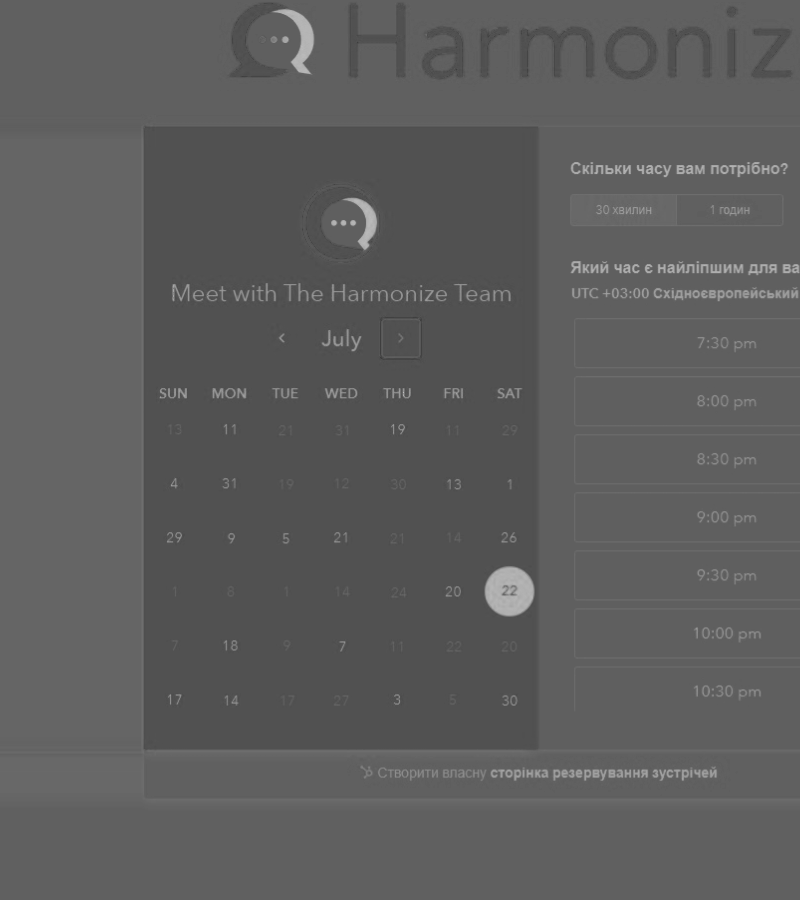 Harmoniz
Скільки часу вам потрібно?
30 хвилин 1 годин
Meet with The Harmonize Team
‹ July ›
SUN MON TUE WED THU FRI SAT
13 11 21 31 19 11 29
4 31 19 12 30 13 1
29 9 5 21 21 14 26
1 8 1 14 24 20 22
7 18 9 7 11 22 20
17 14 17 27 3 5 30
Який час є найліпшим для ва
UTC +03:00 Східноєвропейський
7:30 pm
8:00 pm
8:30 pm
9:00 pm
9:30 pm
10:00 pm
10:30 pm
Створити власну сторінка резервування зустрічей